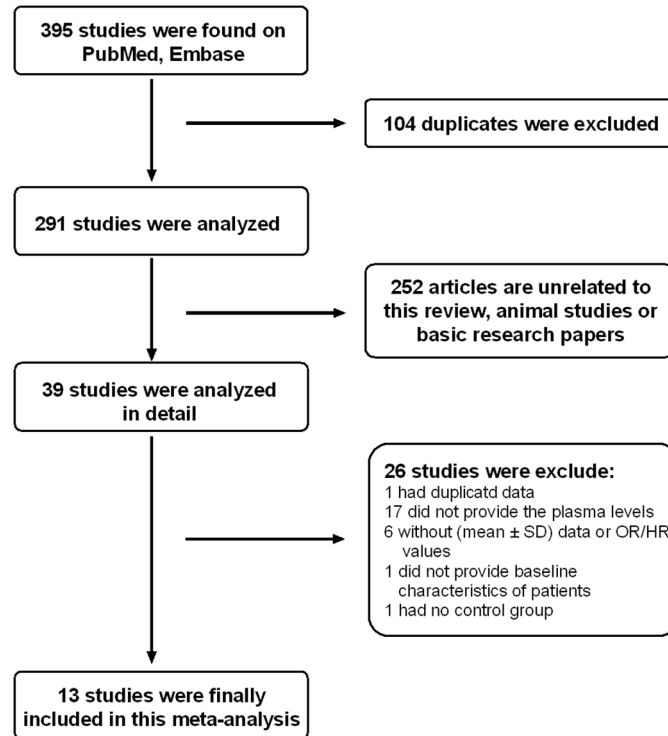 395 studies were found on
PubMed, Embase
104 duplicates were excluded
291 studies were analyzed
252 articles are unrelated to
this review, animal studies or
basic research papers
39 studies were analyzed
in detail
26 studies were exclude:
1 had duplicatd data
17 did not provide the plasma levels
6 without (mean ± SD) data or OR/HR
values
1 did not provide baseline
characteristics of patients
1 had no control group
13 studies were finally
included in this meta-analysis